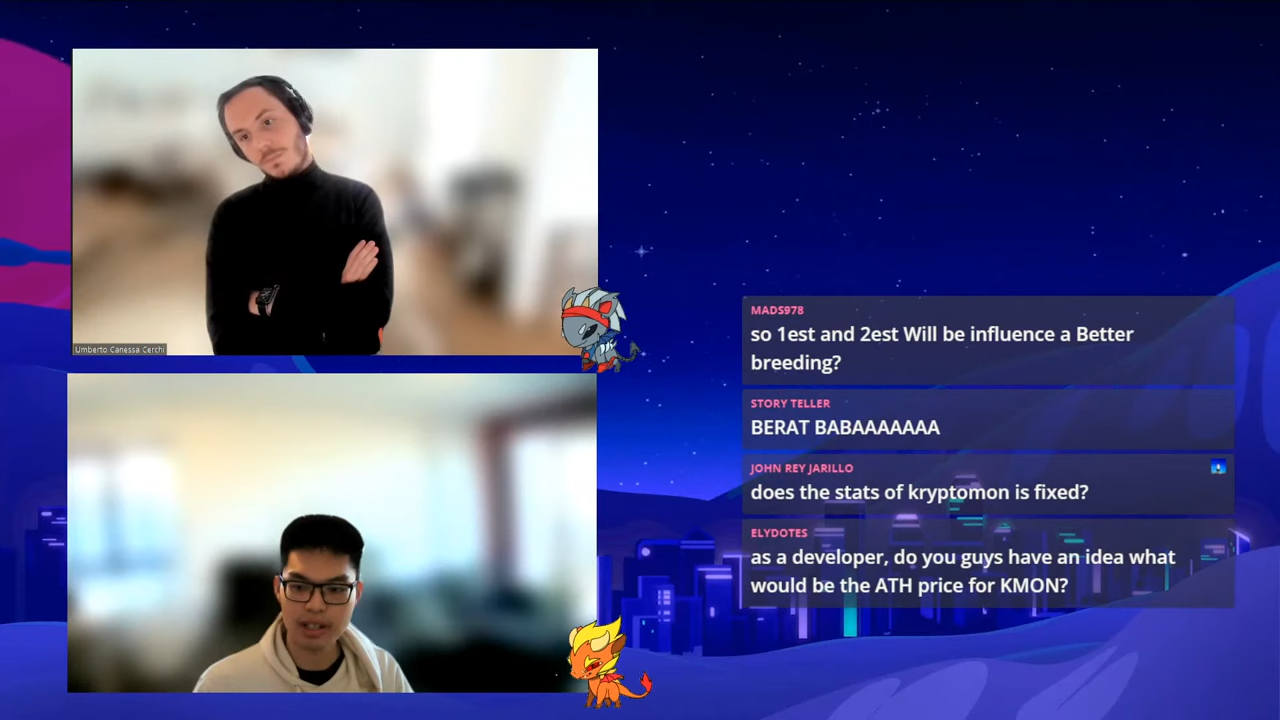 Umberto Canessa Cerchi
MADS978
so 1est and 2est Will be influence a Better
breeding?
STORY TELLER
BERAT BABAAAAAAA
JOHN REY JARILLO
does the stats of kryptomon is fixed?
ELYDOTES
as a developer, do you guys have an idea what
would be the ATH price for KMON?